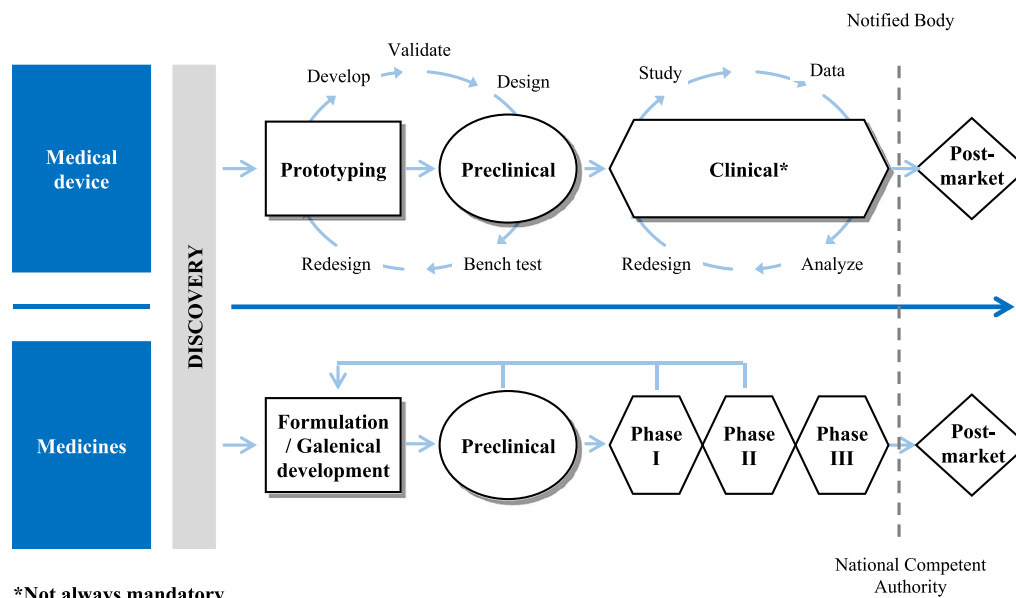 Notified Body
Validate
Develop
Design
Study
Data
Medical
device
Prototyping
Preclinical
Clinical*
Post-
market
Redesign
Bench test
Redesign
Analyze
DISCOVERY
Medicines
Formulation
/ Galenical
development
Preclinical
Phase
I
Phase
II
Phase
III
Post-
market
National Competent
Authority
*Not always mandatory